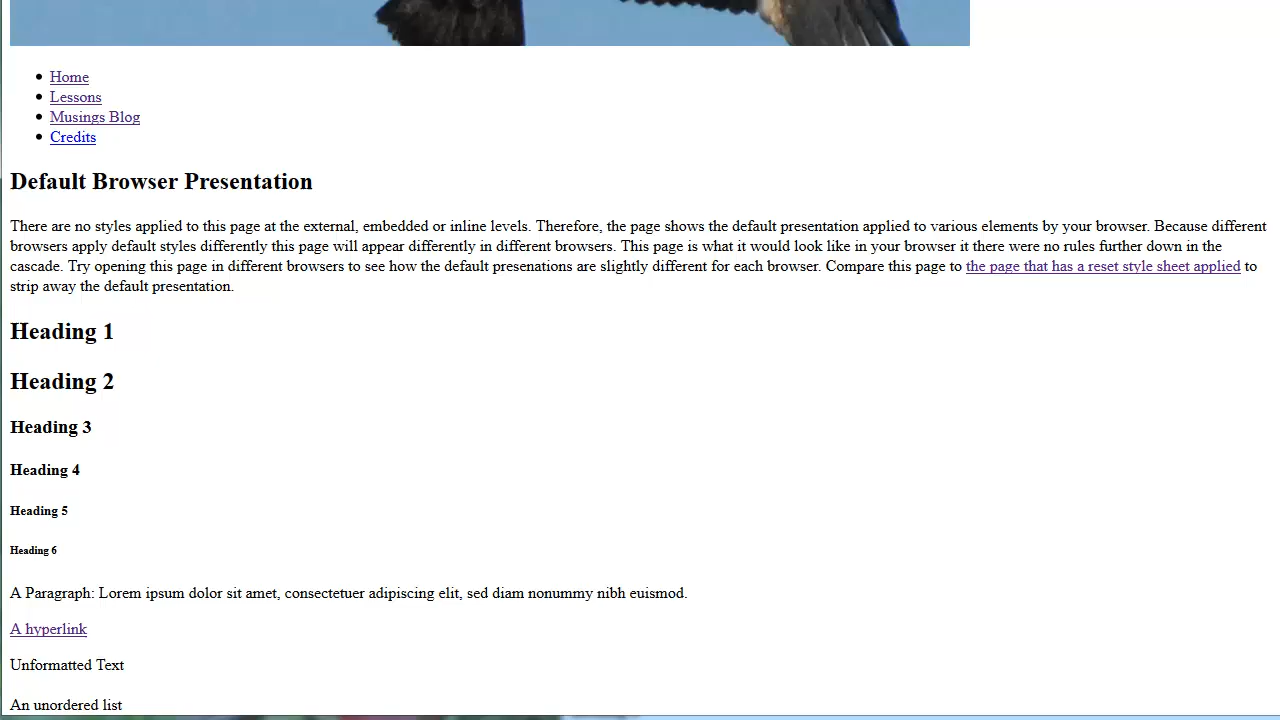 Home
Lessons
Musings Blog
Credits
Default Browser Presentation
There are no styles applied to this page at the external, embedded or inline levels. Therefore, the page shows the default presentation applied to various elements by your browser. Because different
browsers apply default styles differently this page will appear differently in different browsers. This page is what it would look like in your browser it there were no rules further down in the
cascade. Try opening this page in different browsers to see how the default presenations are slightly different for each browser. Compare this page to the page that has a reset style sheet applied to
strip away the default presentation.
Heading 1
Heading 2
Heading 3
Heading 4
Heading 5
Heading 6
A Paragraph: Lorem ipsum dolor sit amet, consectetuer adipiscing elit, sed diam nonummy nibh euismod.
A hyperlink
Unformatted Text
An unordered list